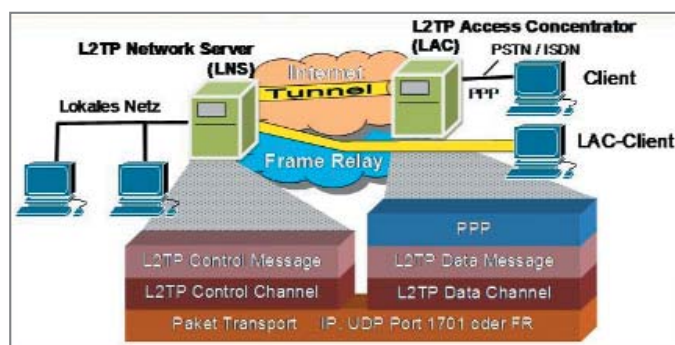 L2TP Network Server
(LNS)
L2TP Access Concentrator
(LAC)
PSTN / ISDN
Internet
Tunnel
PPP
Client
Lokales Netz
LAC-Client
Frame Relay
PPP
L2TP Control Message
L2TP Data Message
L2TP Control Channel
L2TP Data Channel
Paket Transport IP, UDP Port 1701 oder FR